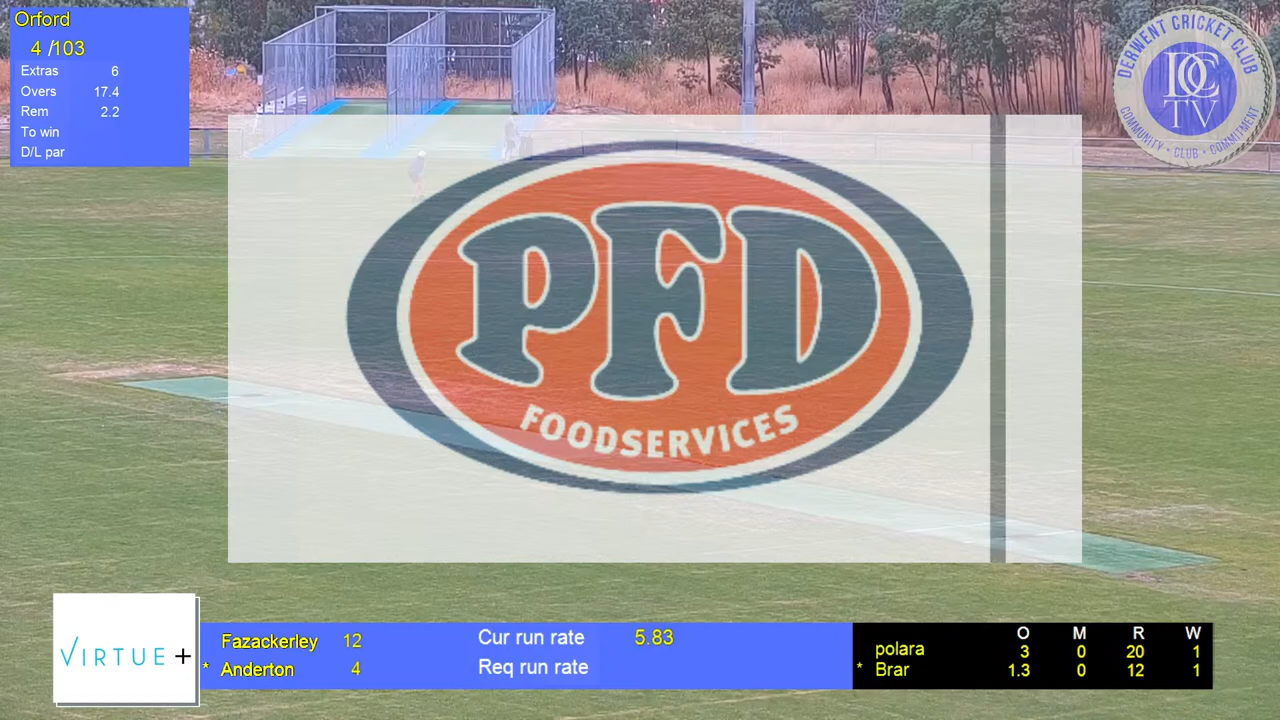 Orford
4 /103
Extras 6
Overs 17.4
Rem 2.2
To win
D/L par
DERWENT CRICKET CLUB
DCC
TV
COMMUNITY • CLUB • COMMITMENT
PFD
FOODSERVICES
VIRTUE +
Fazackerley 12
* Anderton 4
Cur run rate 5.83
Req run rate
O M R W
polara 3 0 20 1
* Brar 1.3 0 12 1